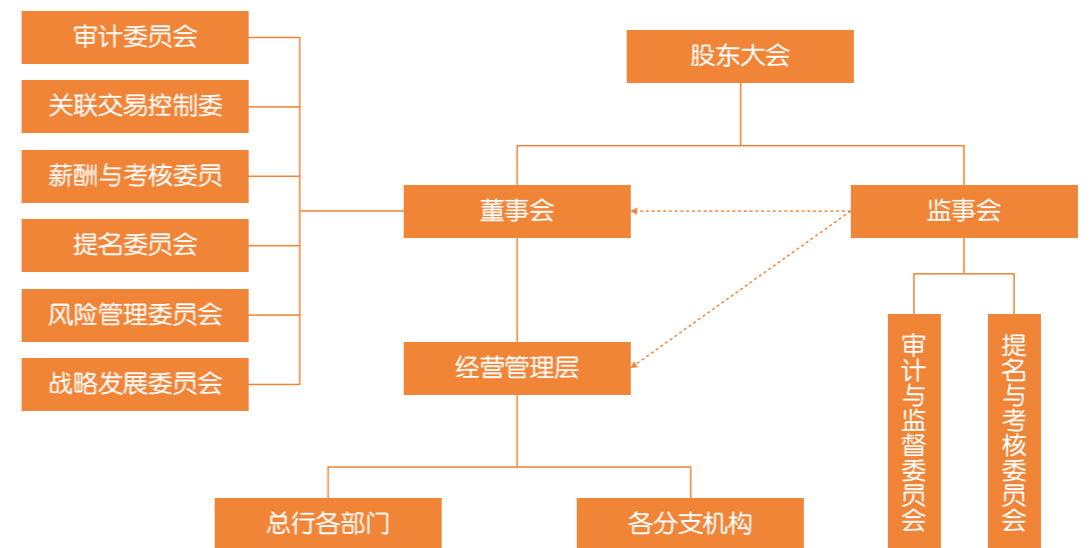 审计委员会
关联交易控制委
薪酬与考核委员
提名委员会
风险管理委员会
战略发展委员会
股东大会
董事会
监事会
经营管理层
审计与监督委员会
提名与考核委员会
总行各部门
各分支机构